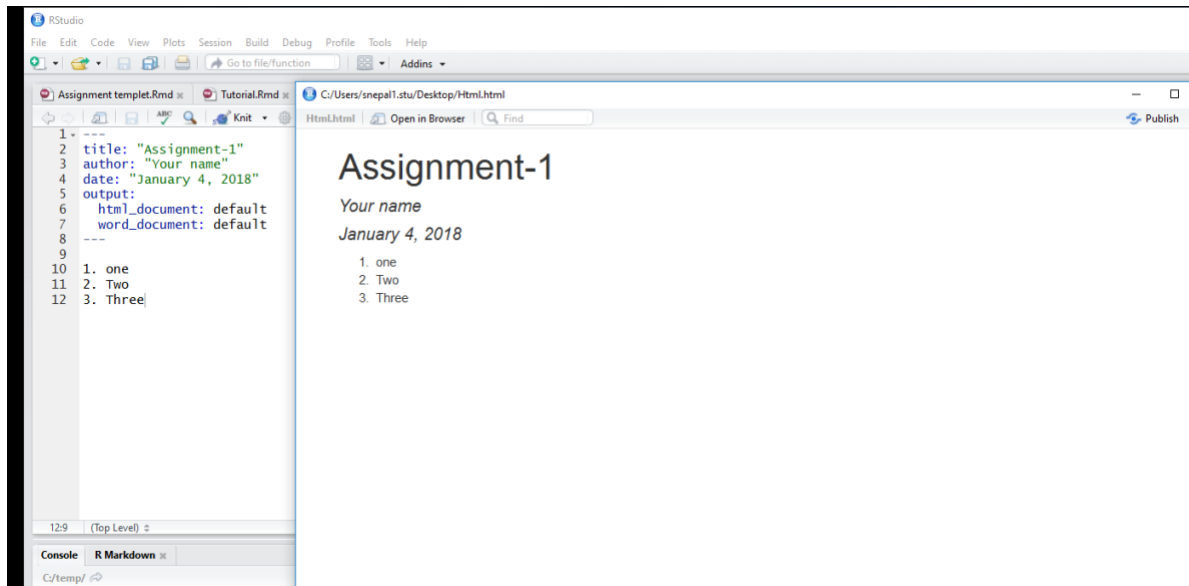 RStudio
File Edit Code View Plots Session Build Debug Profile Tools Help
Go to file/function Addins
Assignment templet.Rmd Tutorial.Rmd
ABC Knit
1 ---
2 title: "Assignment-1"
3 author: "Your name"
4 date: "January 4, 2018"
5 output:
6 html_document: default
7 word_document: default
8 ---
9
10 1. one
11 2. Two
12 3. Three
12:9 (Top Level)
Console R Markdown
C:/temp/
C:/Users/snepal1.stu/Desktop/Html.html
Html.html Open in Browser Find Publish
Assignment-1
Your name
January 4, 2018
1. one
2. Two
3. Three